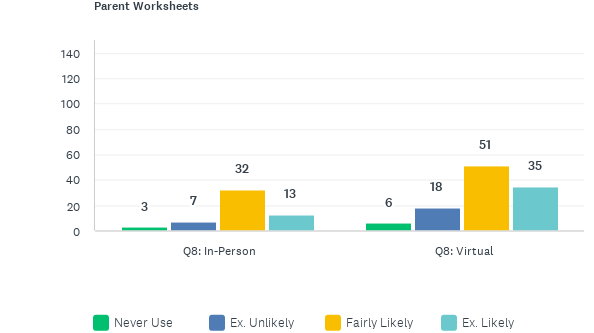 Parent Worksheets
140
120
100
80
60
40
20
0
3
7
32
13
6
18
51
35
Q8: In-Person
Q8: Virtual
Never Use
Ex. Unlikely
Fairly Likely
Ex. Likely